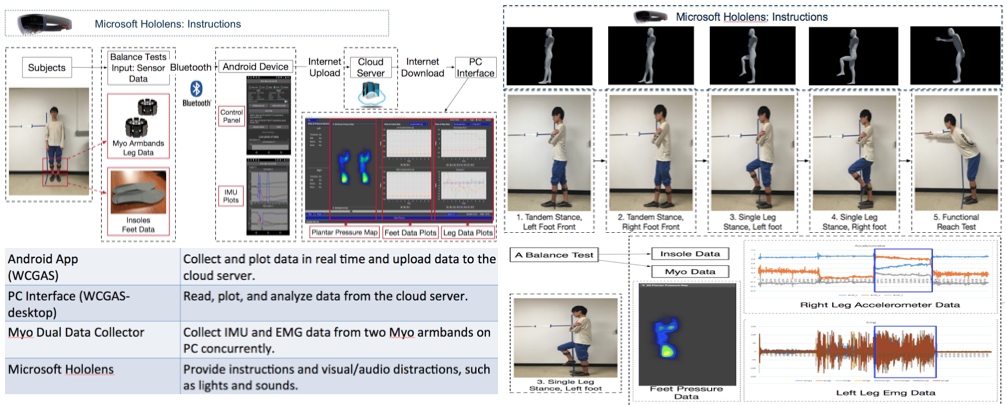 Microsoft Hololens: Instructions
Subjects
Balance Tests
Input: Sensor
Data
Bluetooth
Bluetooth
Android Device
Internet
Upload
Cloud
Server
Internet
Download
PC
Interface
Myo Armbands
Leg Data
Insoles
Feet Data
Control
Panel
IMU
Plots
Plantar Pressure Map
Feet Data Plots
Leg Data Plots
Android App
(WCGAS)
Collect and plot data in real time and upload data to the
cloud server.
PC Interface (WCGAS-
desktop)
Read, plot, and analyze data from the cloud server.
Myo Dual Data Collector
Collect IMU and EMG data from two Myo armbands on
PC concurrently.
Microsoft Hololens
Provide instructions and visual/audio distractions, such
as lights and sounds.
Microsoft Hololens: Instructions
1. Tandem Stance,
Left Foot Front
2. Tandem Stance,
Right Foot Front
3. Single Leg
Stance, Left foot
4. Single Leg
Stance, Right foot
5. Functional
Reach Test
A Balance Test
Insole Data
Myo Data
3. Single Leg
Stance, Left foot
Feet Pressure
Data
Right Leg Accelerometer Data
Left Leg Emg Data